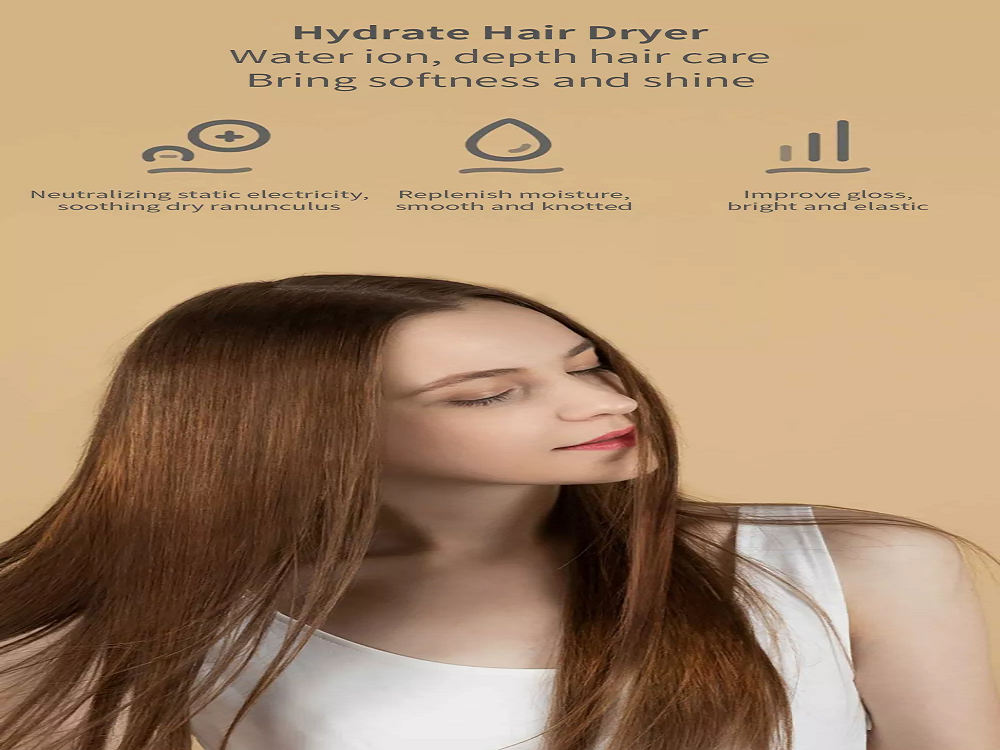 Hydrate Hair Dryer
Water ion, depth hair care
Bring softness and shine
Neutralizing static electricity,
soothing dry ranunculus
Replenish moisture,
smooth and knotted
Improve gloss,
bright and elastic